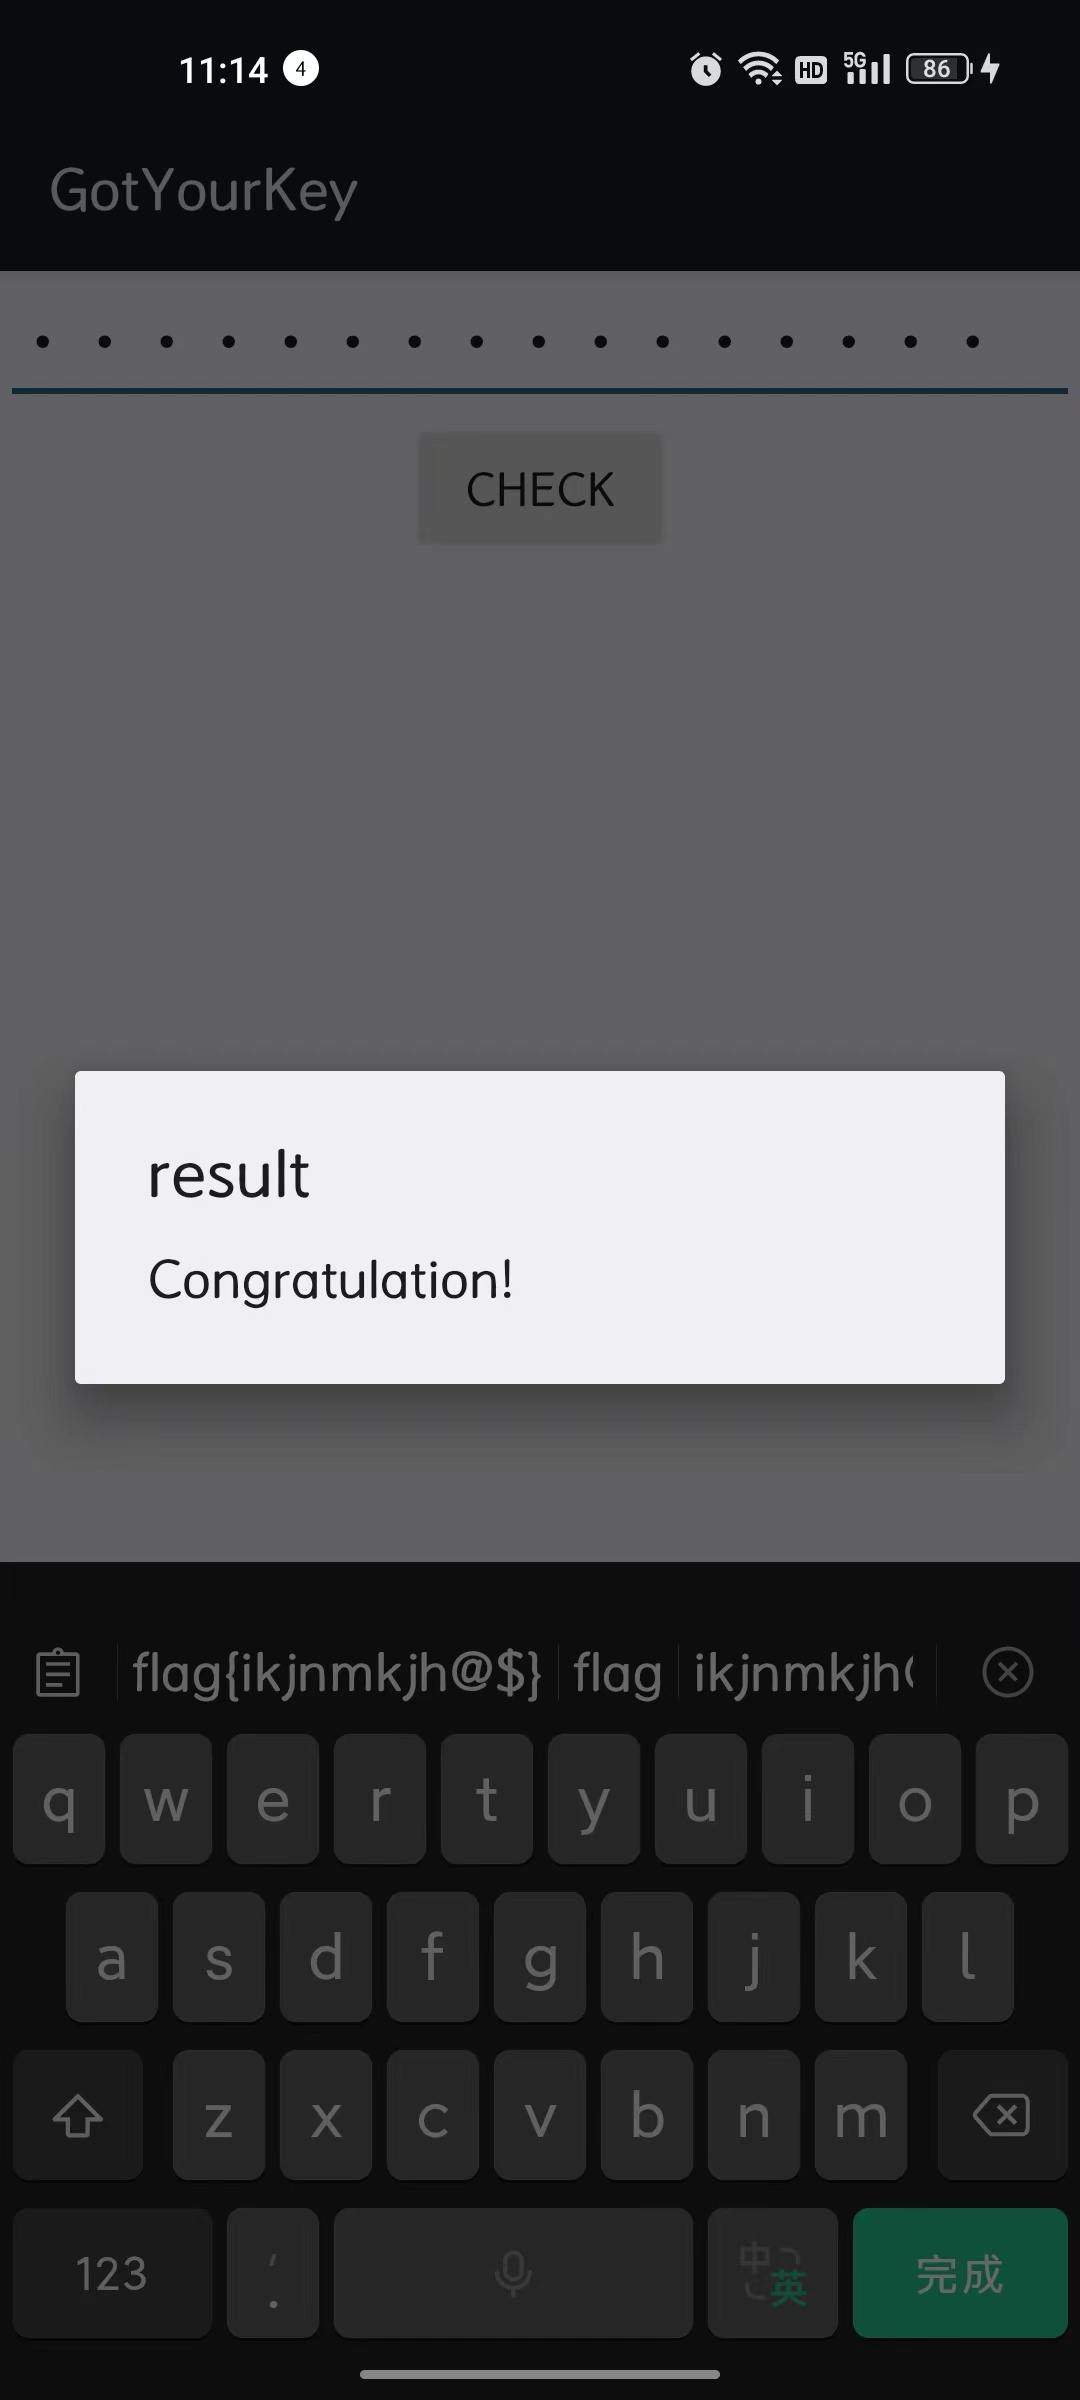 11:14 4 HD 5G 86
GotYourKey
• • • • • • • • • • • • • • • •
CHECK
result
Congratulation!
flag{ikjnmkjh@$} flag ikjnmkjh
q w e r t y u i o p
a s d f g h j k l
z x c v b n m
123 ' . 中 英 完成